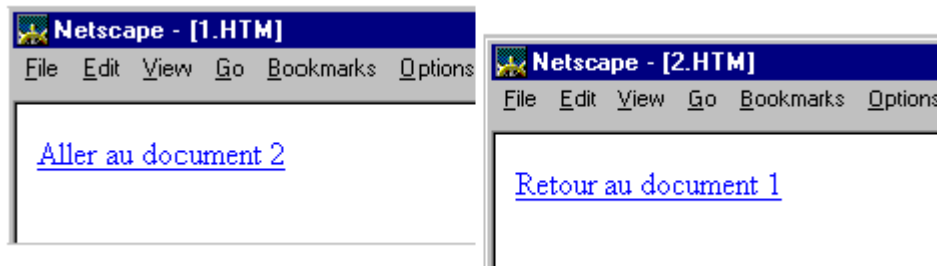 Netscape - [1.HTM]
File Edit View Go Bookmarks Options
Aller au document 2
Netscape - [2.HTM]
File Edit View Go Bookmarks Options
Retour au document 1